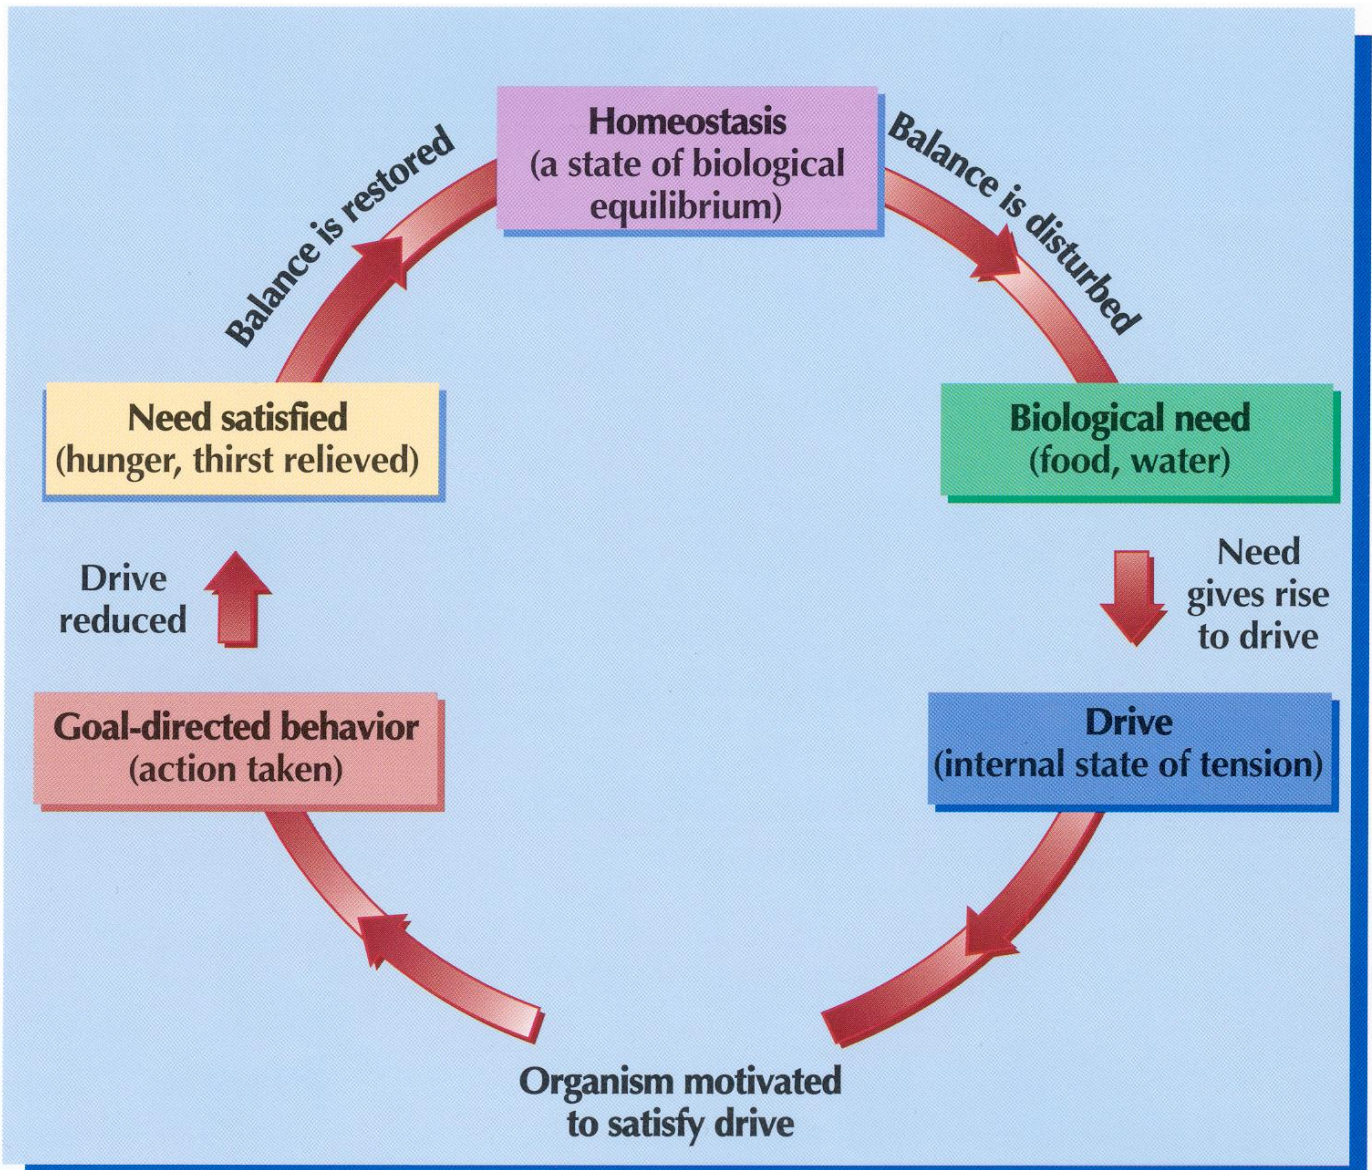 Homeostasis
(a state of biological
equilibrium)
Balance is disturbed
Biological need
(food, water)
Need
gives rise
to drive
Drive
(internal state of tension)
Organism motivated
to satisfy drive
Goal-directed behavior
(action taken)
Drive
reduced
Need satisfied
(hunger, thirst relieved)
Balance is restored